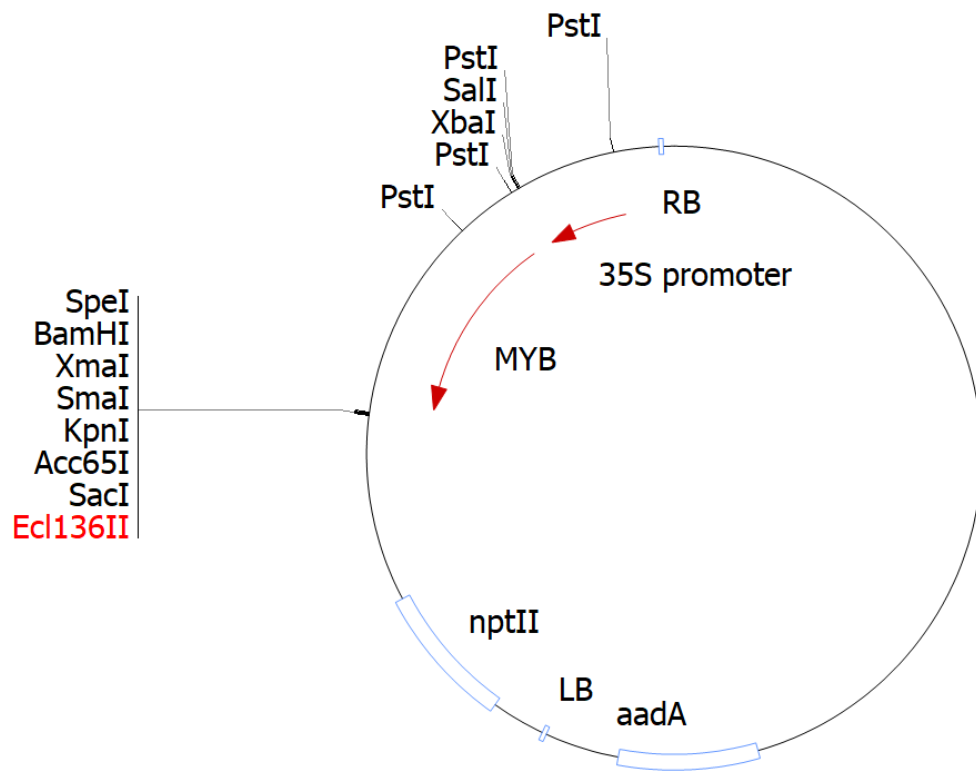 PstI
PstI
SalI
XbaI
PstI
PstI
RB
35S promoter
SpeI
BamHI
XmaI
SmaI
KpnI
Acc65I
SacI
Ecl136II
MYB
nptII
LB
aadA